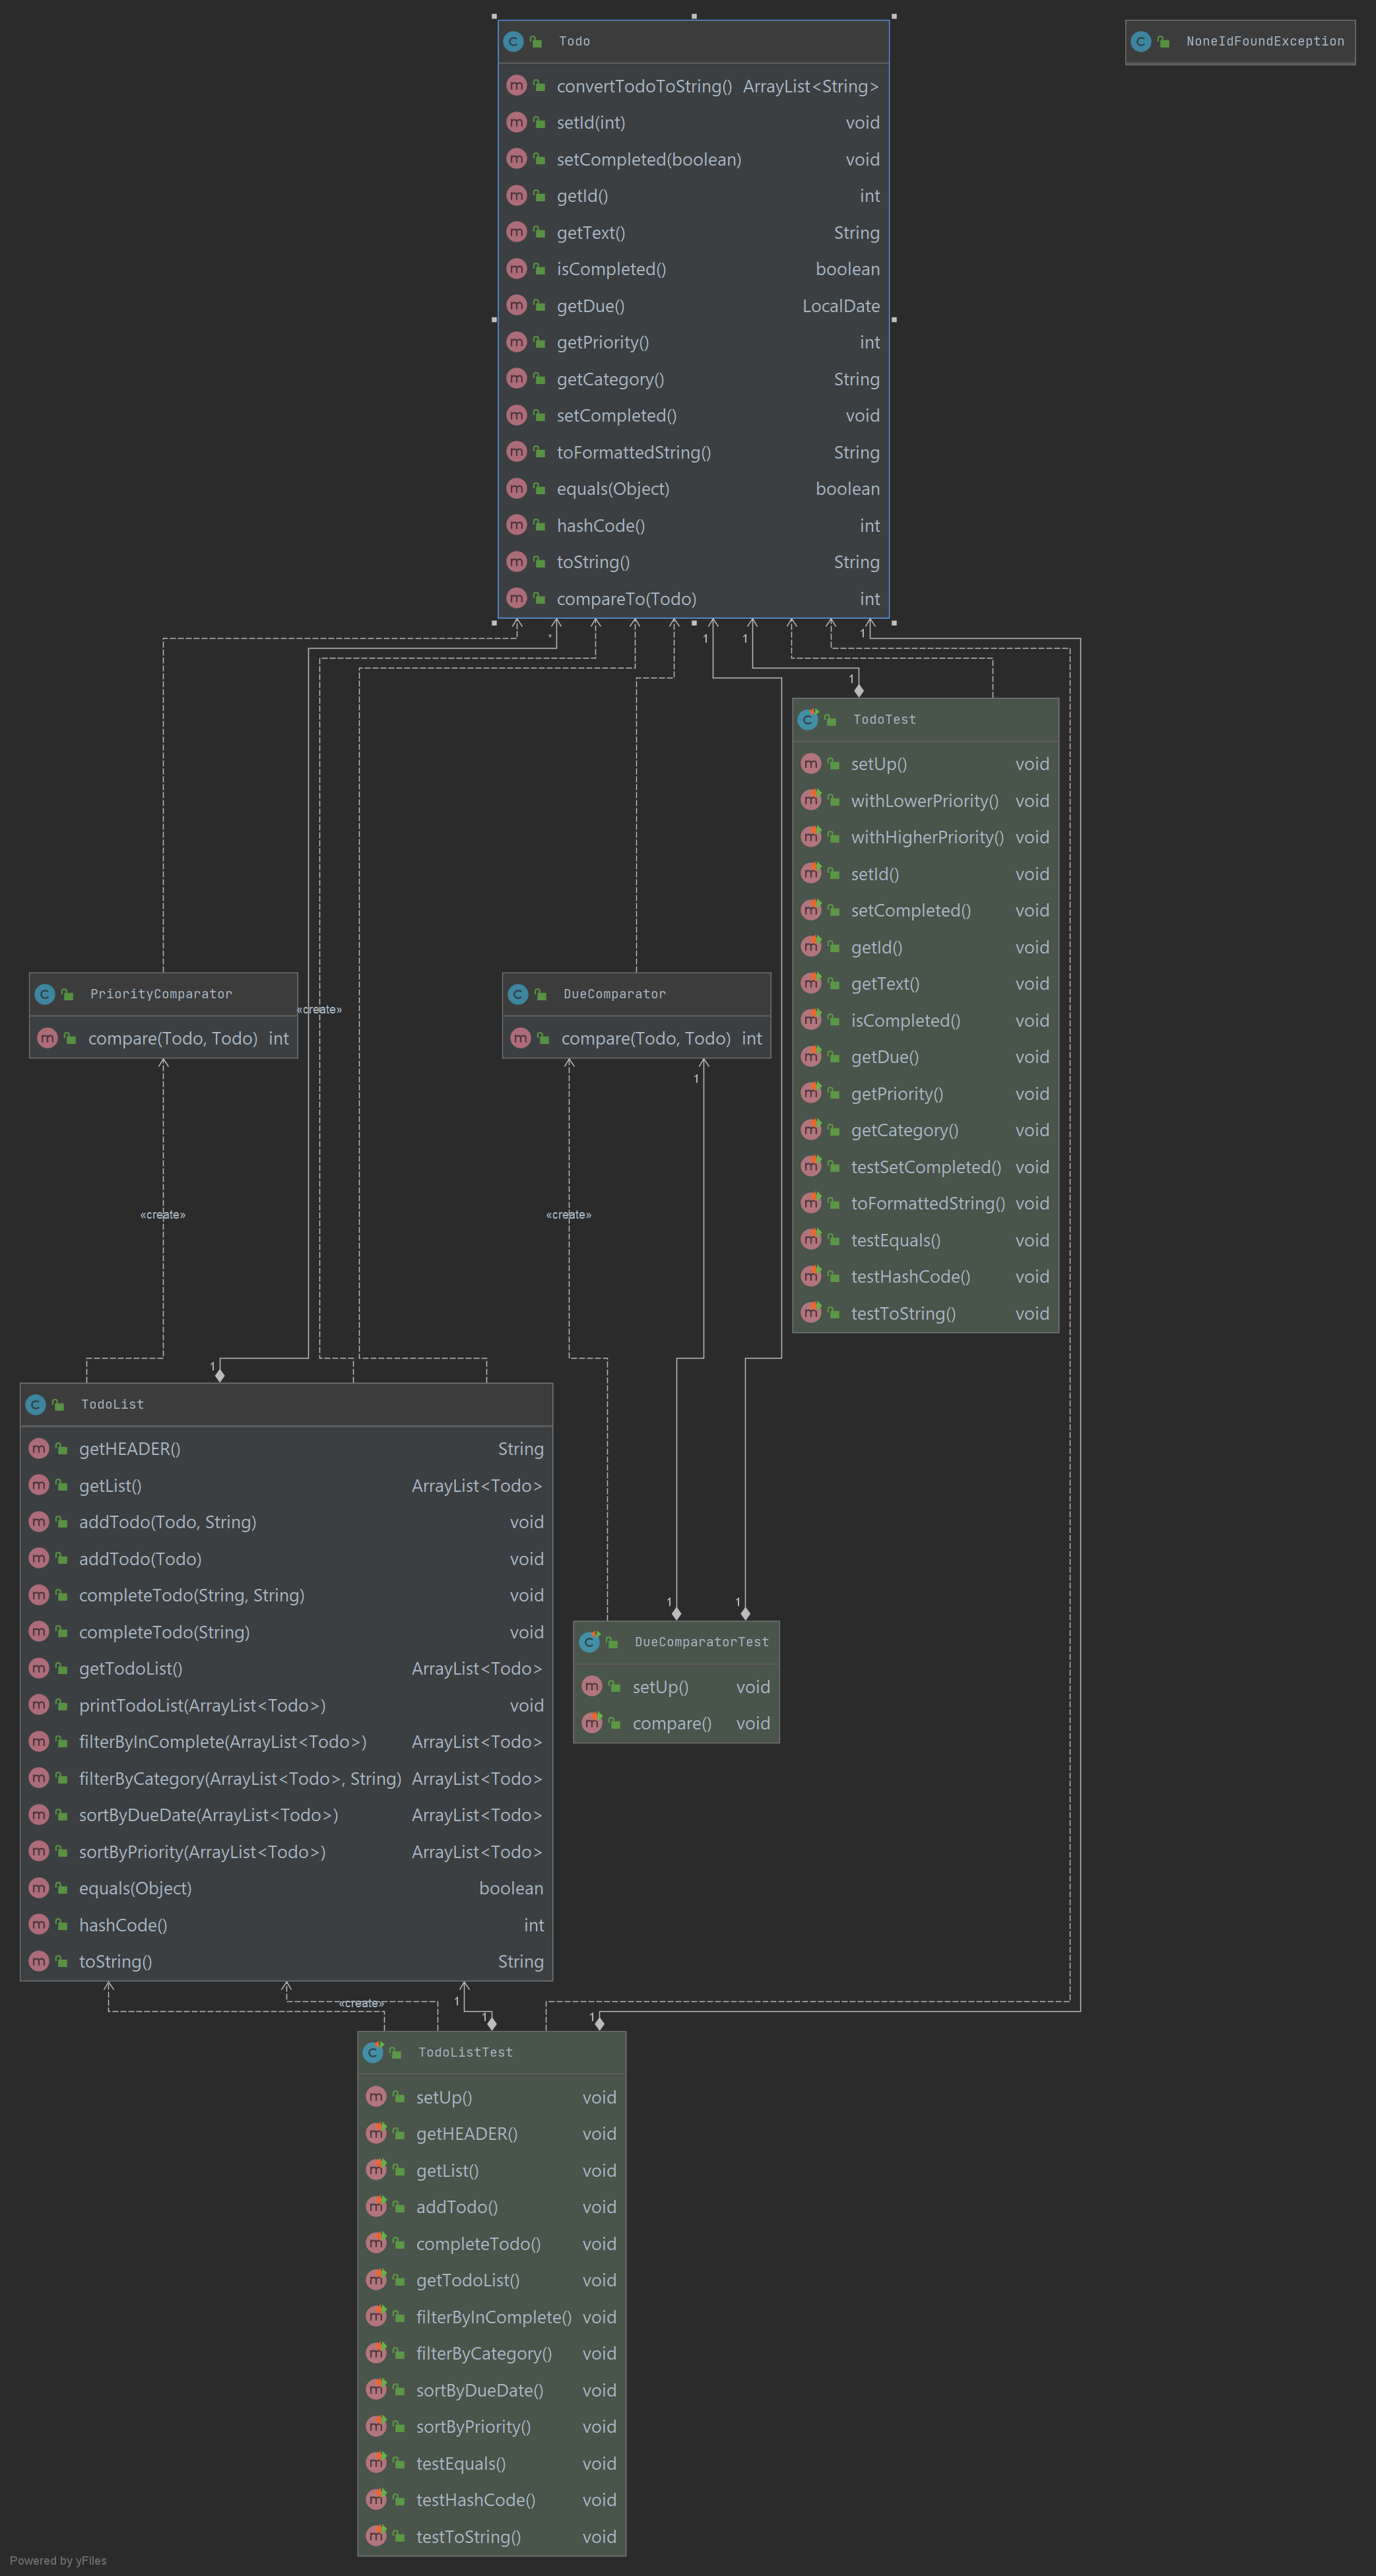 Todo
convertTodoToString() ArrayList<String>
setId(int) void
setCompleted(boolean) void
getId() int
getText() String
isCompleted() boolean
getDue() LocalDate
getPriority() int
getCategory() String
setCompleted() void
toFormattedString() String
equals(Object) boolean
hashCode() int
toString() String
compareTo(Todo) int
NoneIdFoundException
*
1
1
1
1
TodoTest
setUp() void
withLowerPriority() void
withHigherPriority() void
setId() void
setCompleted() void
getId() void
getText() void
isCompleted() void
getDue() void
getPriority() void
getCategory() void
testSetCompleted() void
toFormattedString() void
testEquals() void
testHashCode() void
testToString() void
PriorityComparator
compare(Todo, Todo) int
«create»
DueComparator
compare(Todo, Todo) int
1
«create»
«create»
1
TodoList
getHEADER() String
getList() ArrayList<Todo>
addTodo(Todo, String) void
addTodo(Todo) void
completeTodo(String, String) void
completeTodo(String) void
getTodoList() ArrayList<Todo>
printTodoList(ArrayList<Todo>) void
filterByInComplete(ArrayList<Todo>) ArrayList<Todo>
filterByCategory(ArrayList<Todo>, String) ArrayList<Todo>
sortByDueDate(ArrayList<Todo>) ArrayList<Todo>
sortByPriority(ArrayList<Todo>) ArrayList<Todo>
equals(Object) boolean
hashCode() int
toString() String
1
1
DueComparatorTest
setUp() void
compare() void
«create»
1
1
1
TodoListTest
setUp() void
getHEADER() void
getList() void
addTodo() void
completeTodo() void
getTodoList() void
filterByInComplete() void
filterByCategory() void
sortByDueDate() void
sortByPriority() void
testEquals() void
testHashCode() void
testToString() void
Powered by yFiles